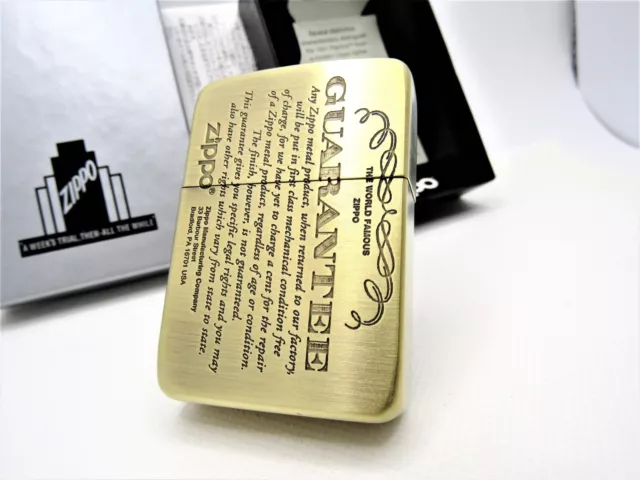 THE WORLD FAMOUS
ZIPPO
GUARANTEE
Any Zippo metal product, when returned to our factory,
will be put in first class mechanical condition free
of charge, for we have yet to charge a cent for the repair
of a Zippo metal product, regardless of age or condition.
The finish, however, is not guaranteed.
This guarantee gives you specific legal rights and you may
also have other rights which vary from state to state.
Zippo®
Zippo Manufacturing Company
33 Barbour Street
Bradford, PA 16701 USA
ZIPPO
A WEEK'S TRIAL..THEN-ALL THE WHILE